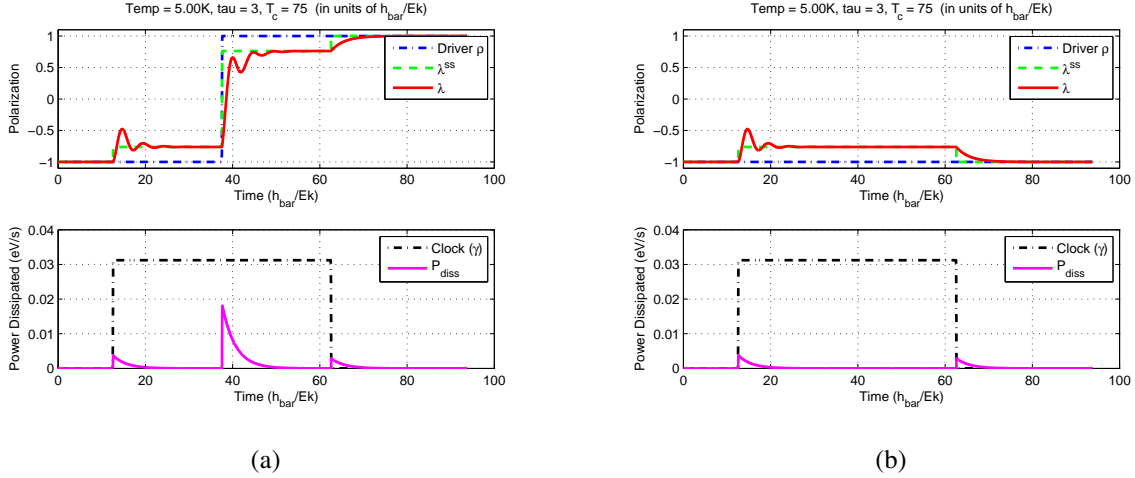 Temp = 5.00K, tau = 3, T_c = 75 (in units of h_bar/Ek)
1
0.5
0
−0.5
−1
Polarization
Driver ρ
λ^ss
λ
0 20 40 60 80 100
Time (h_bar/Ek)
0.04
0.03
0.02
0.01
0
Power Dissipated (eV/s)
Clock (γ)
P_diss
0 20 40 60 80 100
Time (h_bar/Ek)
(a)
Temp = 5.00K, tau = 3, T_c = 75 (in units of h_bar/Ek)
1
0.5
0
−0.5
−1
Polarization
Driver ρ
λ^ss
λ
0 20 40 60 80 100
Time (h_bar/Ek)
0.04
0.03
0.02
0.01
0
Power Dissipated (eV/s)
Clock (γ)
P_diss
0 20 40 60 80 100
Time (h_bar/Ek)
(b)